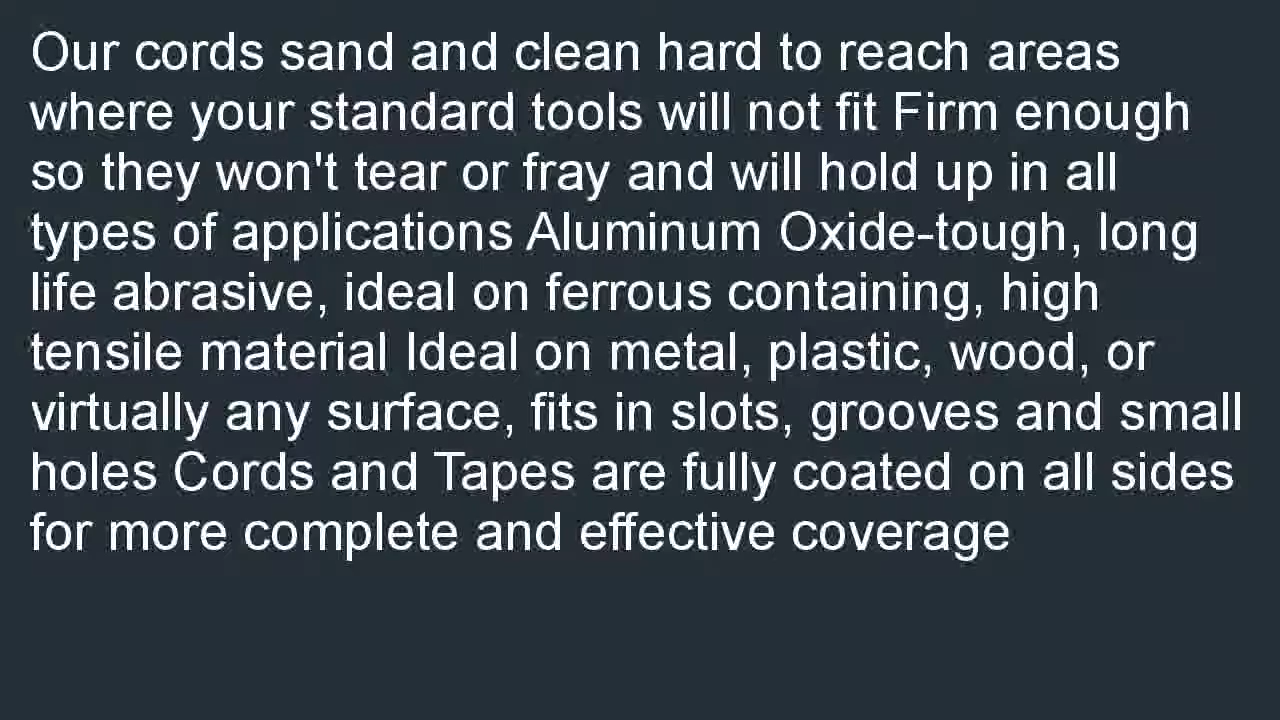 Our cords sand and clean hard to reach areas
where your standard tools will not fit Firm enough
so they won't tear or fray and will hold up in all
types of applications Aluminum Oxide-tough, long
life abrasive, ideal on ferrous containing, high
tensile material Ideal on metal, plastic, wood, or
virtually any surface, fits in slots, grooves and small
holes Cords and Tapes are fully coated on all sides
for more complete and effective coverage